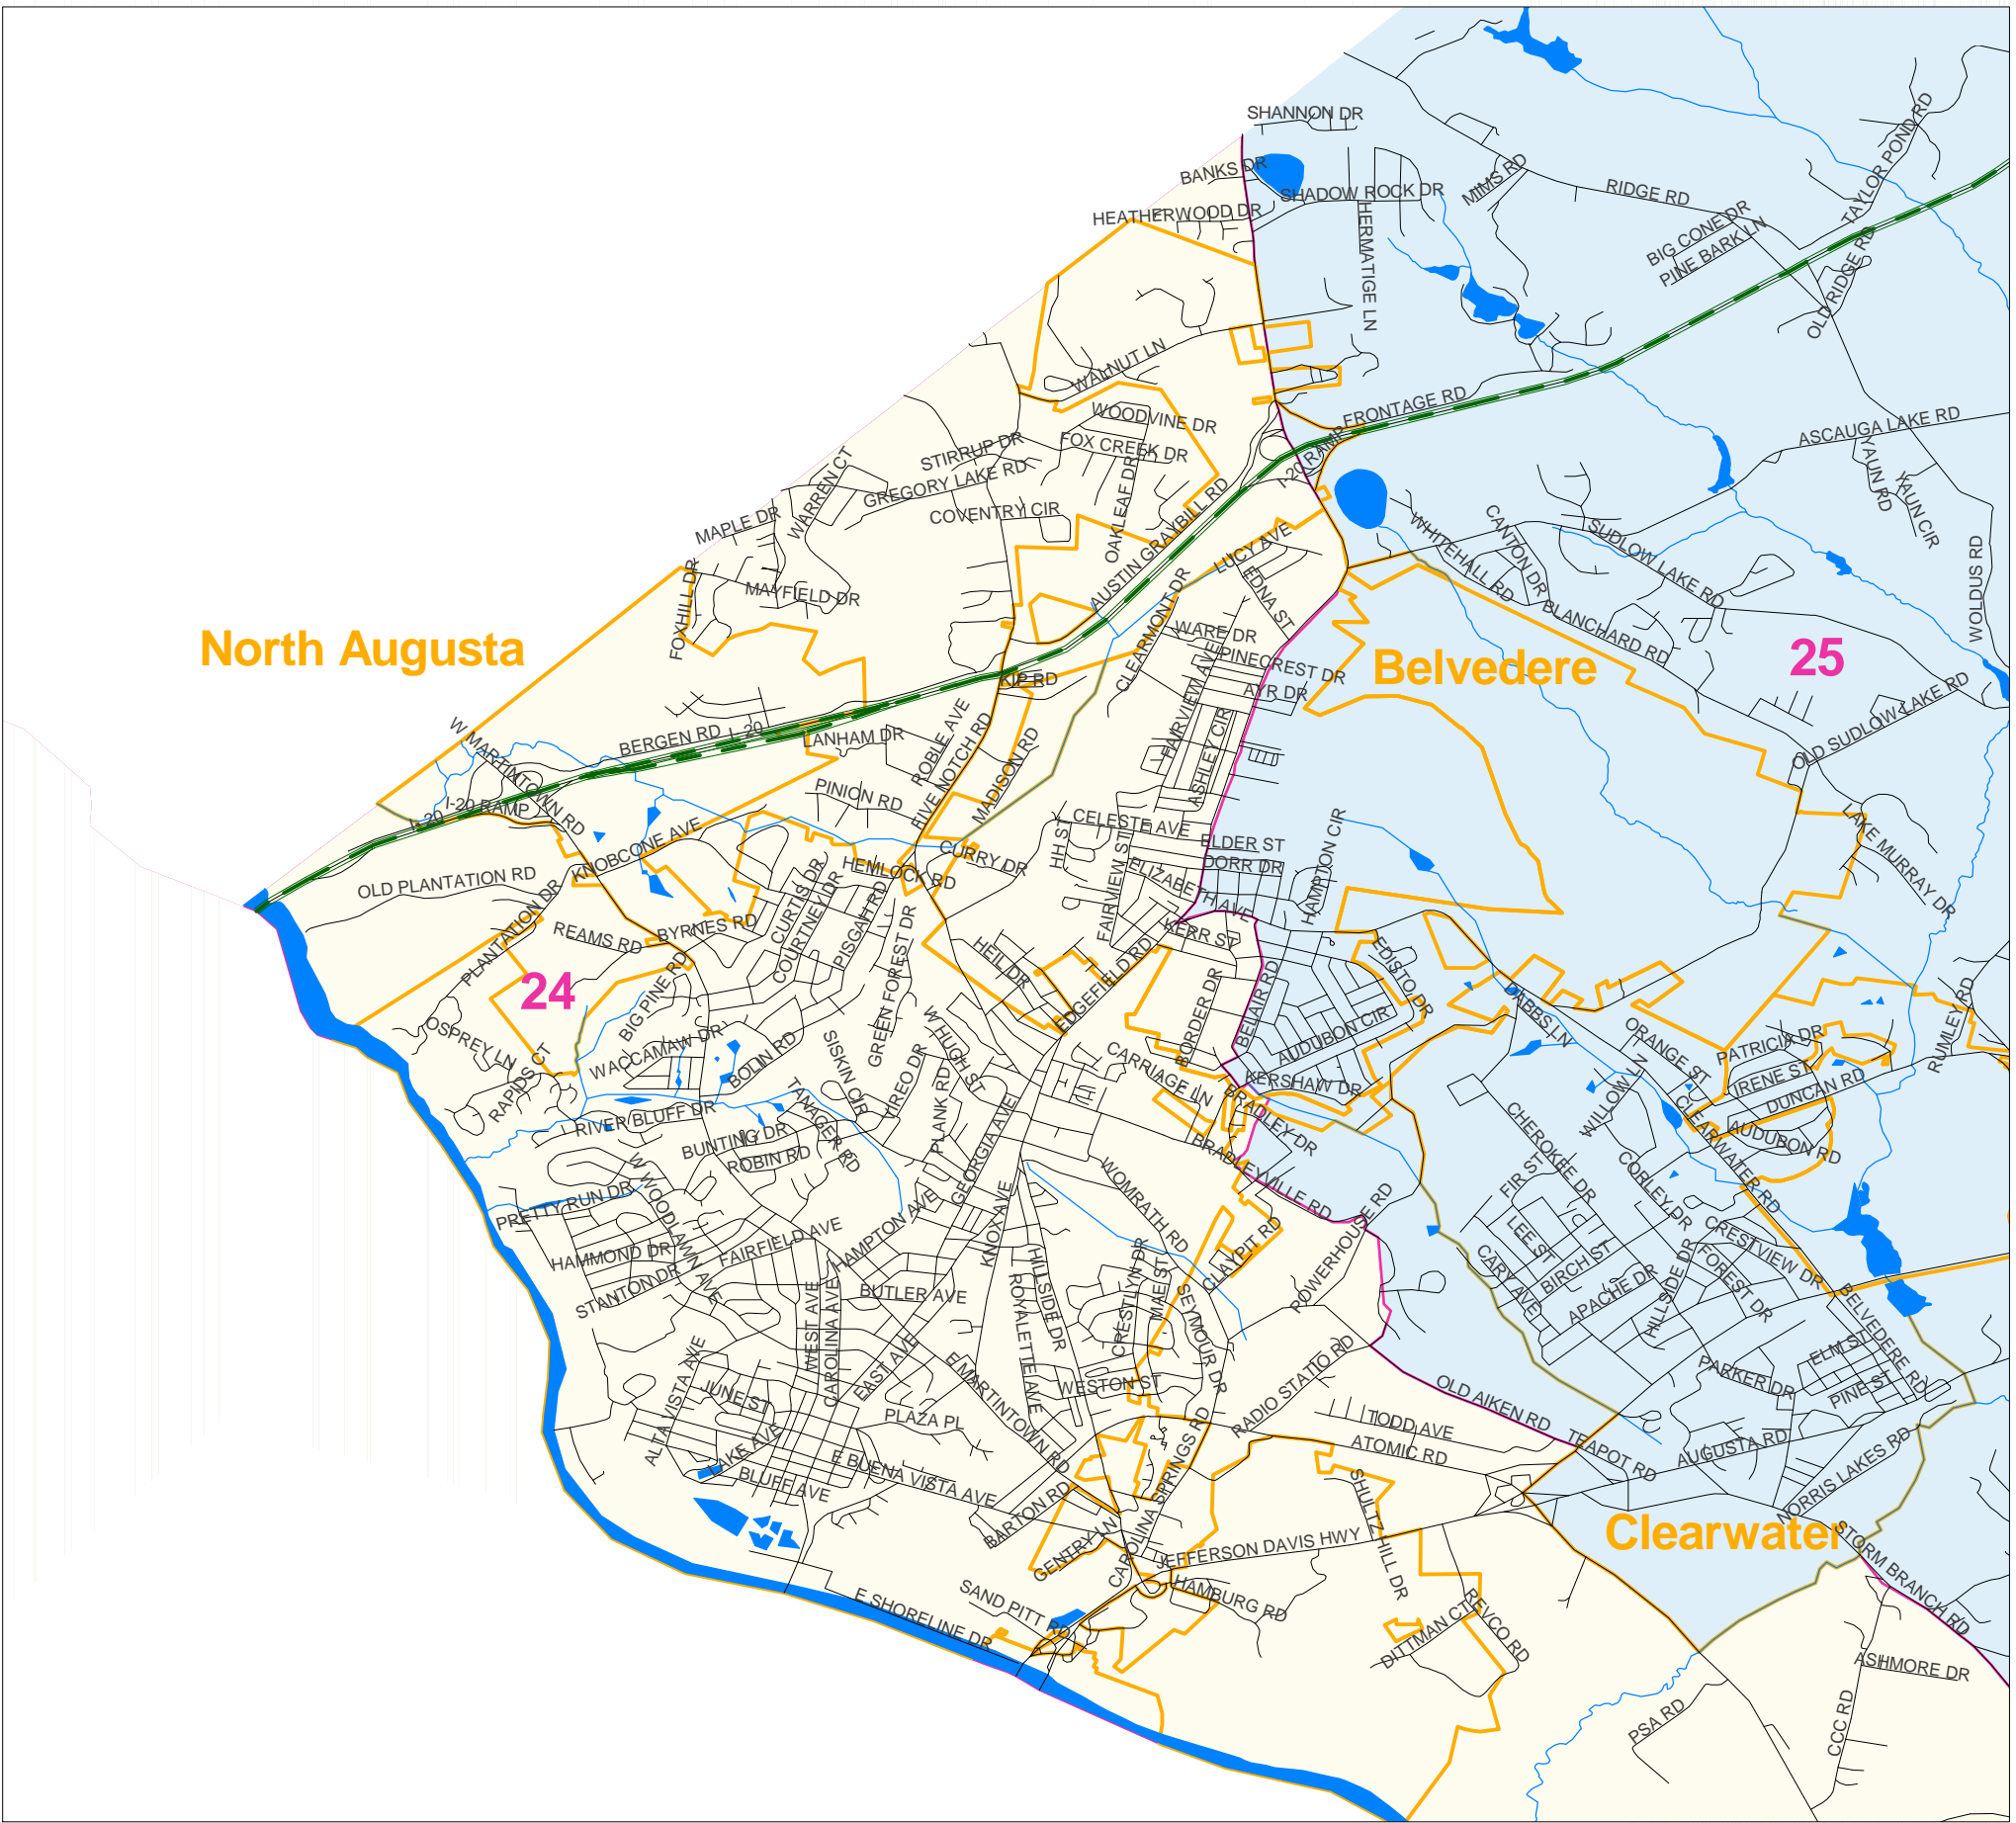 SHANNON DR
BANKS DR
SHADOW ROCK DR
MIMS RD
RIDGE RD
TAYLOR POND RD
HEATHERWOOD DR
HERMATIGE LN
BIG CONE DR
PINE BARK LN
OLD RIDGE RD
WALNUT LN
WOODVINE DR
FRONTAGE RD
ASCAUGA LAKE RD
STIRRUP DR
FOX CREEK DR
I-20 RAMP
YAUN RD
YAUN CIR
WARREN CT
GREGORY LAKE RD
OAKLEAF DR
COVENTRY CIR
MAPLE DR
AUSTIN GRAYBILL RD
LUCY AVE
WHITEHALL RD
CANTON DR
SUDLOW LAKE RD
WOLDUS RD
FOXHILL DR
MAYFIELD DR
CLEARMONT DR
EDNA ST
BLANCHARD RD
North Augusta
WARE DR
PINECREST DR
Belvedere
25
KIP RD
FAIRVIEW AVE
AYR DR
OLD SUDLOW LAKE RD
W MARTINTOWN RD
BERGEN RD
I- 20
LANHAM DR
ROBLE AVE
FIVE NOTCH RD
MADISON RD
ASHLEY CIR
I-20 RAMP
I- 20
PINION RD
CELESTE AVE
ELDER ST
HAMPTON CIR
LAKE MURRAY DR
KNOBCONE AVE
HEMLOCK RD
CURRY DR
HH ST
FAIRVIEW ST
DORR DR
ELIZABETH AVE
OLD PLANTATION RD
PLANTATION DR
CURTIS DR
COURTNEY DR
PISGAH RD
REAMS RD
BYRNES RD
GREEN FOREST DR
HEIL DR
KERR ST
EDISTO DR
24
BIG PINE RD
EDGEFIELD RD
BORDER DR
BELAIR RD
DABBS LN
RUMLEY RD
OSPREY LN
WACCAMAW DR
BOLIN RD
SISKIN CIR
W HUGH ST
CARRIAGE LN
AUDUBON CIR
ORANGE ST
PATRICIA DR
RAPIDS CT
VIREO DR
PLANK RD
KERSHAW DR
WILLOW LN
IRENE ST
DUNCAN RD
RIVER BLUFF DR
TANAGER RD
BRADLEY DR
CHEROKEE DR
CLEARWATER RD
AUDUBON RD
BUNTING DR
ROBIN RD
GEORGIA AVE
BRADLEYVILLE RD
FIR ST
CORLEY DR
PRETTY RUN DR
W WOODLAWN AVE
HAMPTON AVE
KNOX AVE
WOMRATH RD
POWERHOUSE RD
LEE ST
CRESTVIEW DR
HAMMOND DR
FAIRFIELD AVE
HILLSIDE DR
CRESTLYN DR
CLAYPIT RD
CARY AVE
BIRCH ST
HILLSIDE DR
FOREST DR
STANTON DR
BUTLER AVE
ROYALETTE AVE
MAE ST
SEYMOUR DR
APACHE DR
BELVEDERE RD
WEST AVE
CAROLINA AVE
EAST AVE
E MARTINTOWN RD
WESTON ST
RADIO STATIO RD
OLD AIKEN RD
PARKER DR
ELM ST
PINE ST
ALTA VISTA AVE
JUNE ST
PLAZA PL
TODD AVE
ATOMIC RD
TEAPOT RD
AUGUSTA RD
LAKE AVE
BLUFF AVE
E BUENA VISTA AVE
BARTON RD
CAROLINA SPRINGS RD
SHULTZ HILL DR
NORRIS LAKES RD
GENTRY LN
JEFFERSON DAVIS HWY
Clearwater
STORM BRANCH RD
E SHORELINE DR
SAND PITT RD
HAMBURG RD
DITTMAN CT
REVCO RD
ASHMORE DR
PSA RD
CCC RD